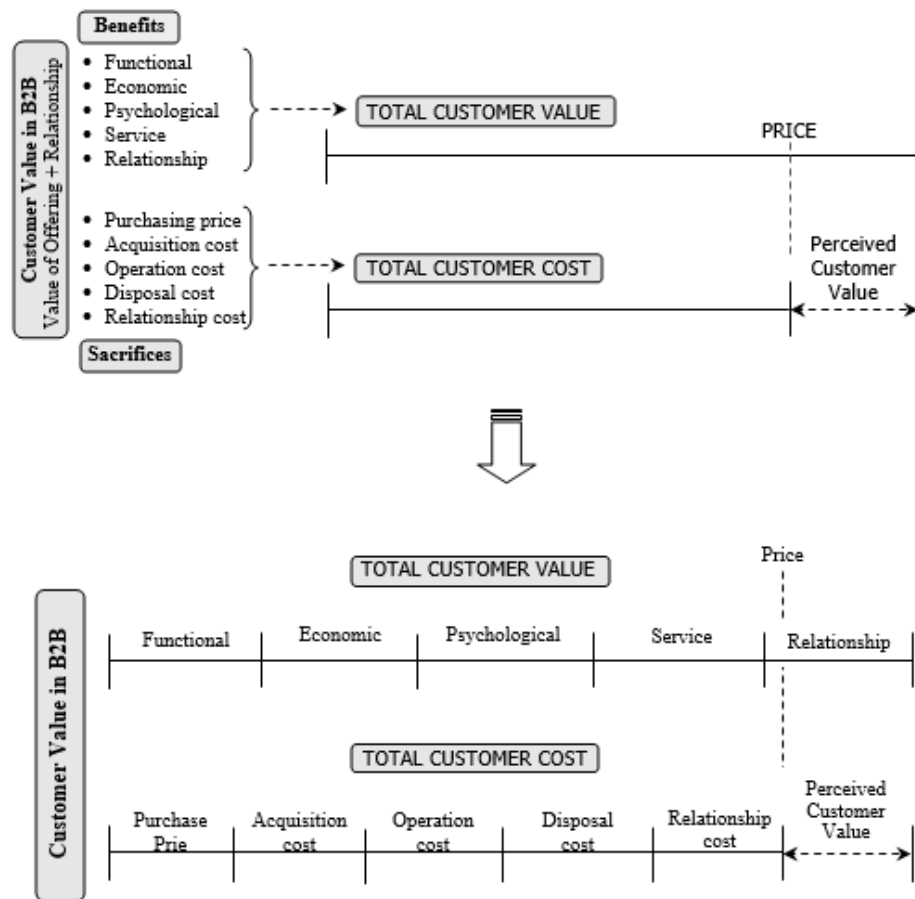 Customer Value in B2B
Value of Offering + Relationship
Benefits
• Functional
• Economic
• Psychological
• Service
• Relationship
TOTAL CUSTOMER VALUE
PRICE
• Purchasing price
• Acquisition cost
• Operation cost
• Disposal cost
• Relationship cost
TOTAL CUSTOMER COST
Perceived
Customer
Value
Sacrifices
Customer Value in B2B
TOTAL CUSTOMER VALUE
Price
Functional
Economic
Psychological
Service
Relationship
TOTAL CUSTOMER COST
Purchase
Prie
Acquisition
cost
Operation
cost
Disposal
cost
Relationship
cost
Perceived
Customer
Value